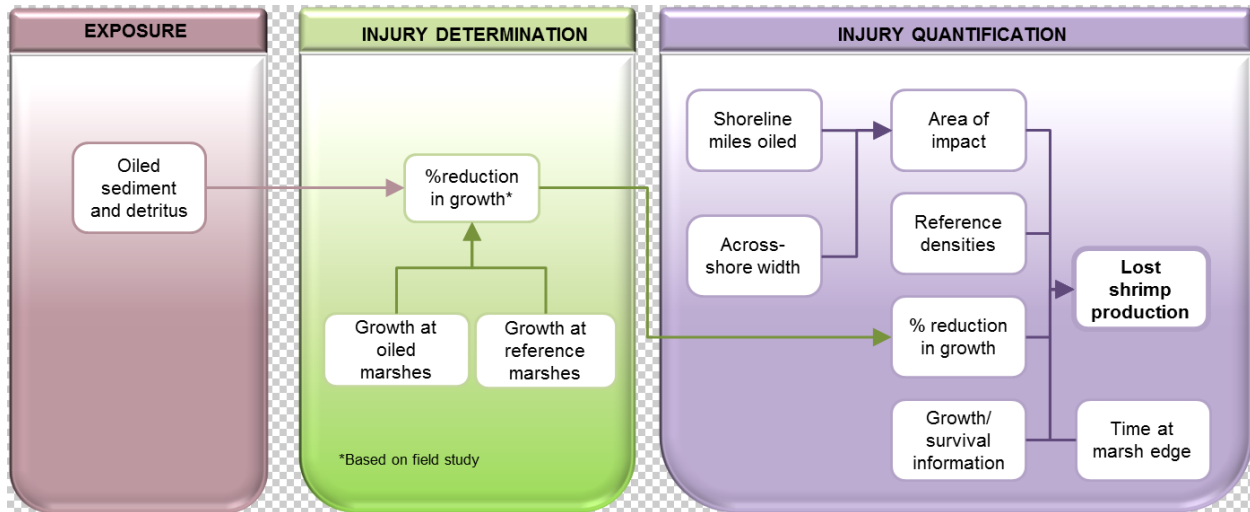 EXPOSURE
INJURY DETERMINATION
INJURY QUANTIFICATION
Oiled
sediment
and detritus
%reduction
in growth*
Growth at
oiled
marshes
Growth at
reference
marshes
*Based on field study
Shoreline
miles oiled
Area of
impact
Across-
shore width
Reference
densities
Lost
shrimp
production
% reduction
in growth
Growth/
survival
information
Time at
marsh edge